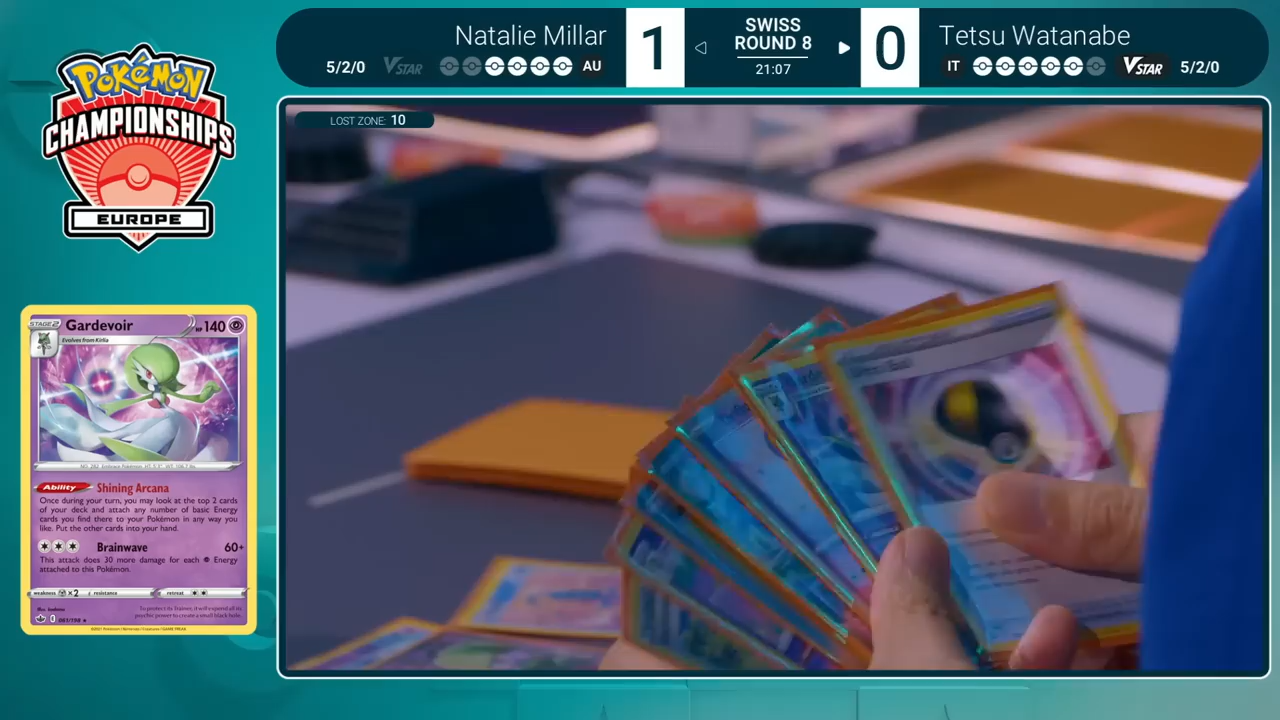 Natalie Millar
1
SWISS
ROUND 8
21:07
0
Tetsu Watanabe
5/2/0
VSTAR
AU
IT
VSTAR
5/2/0
Pokémon
CHAMPIONSHIPS
EUROPE
LOST ZONE: 10
STAGE 2
Gardevoir
HP 140
Evolves from Kirlia
Ability
Shining Arcana
Once during your turn, you may look at the top 2 cards
of your deck and attach any number of basic Energy
cards you find there to your Pokémon in any way you
like. Put the other cards into your hand.
Brainwave
60+
This attack does 30 more damage for each
Energy
attached to this Pokémon.
weakness
×2
resistance
retreat
061/198